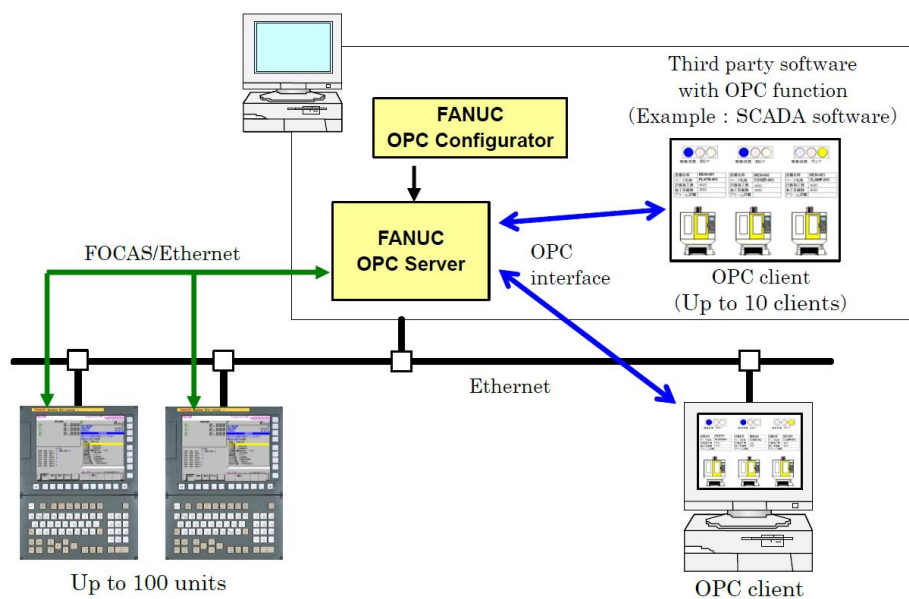 Third party software
with OPC function
(Example : SCADA software)
FANUC
OPC Configurator
FANUC
OPC Server
FOCAS/Ethernet
OPC
interface
OPC client
(Up to 10 clients)
Ethernet
Up to 100 units
OPC client